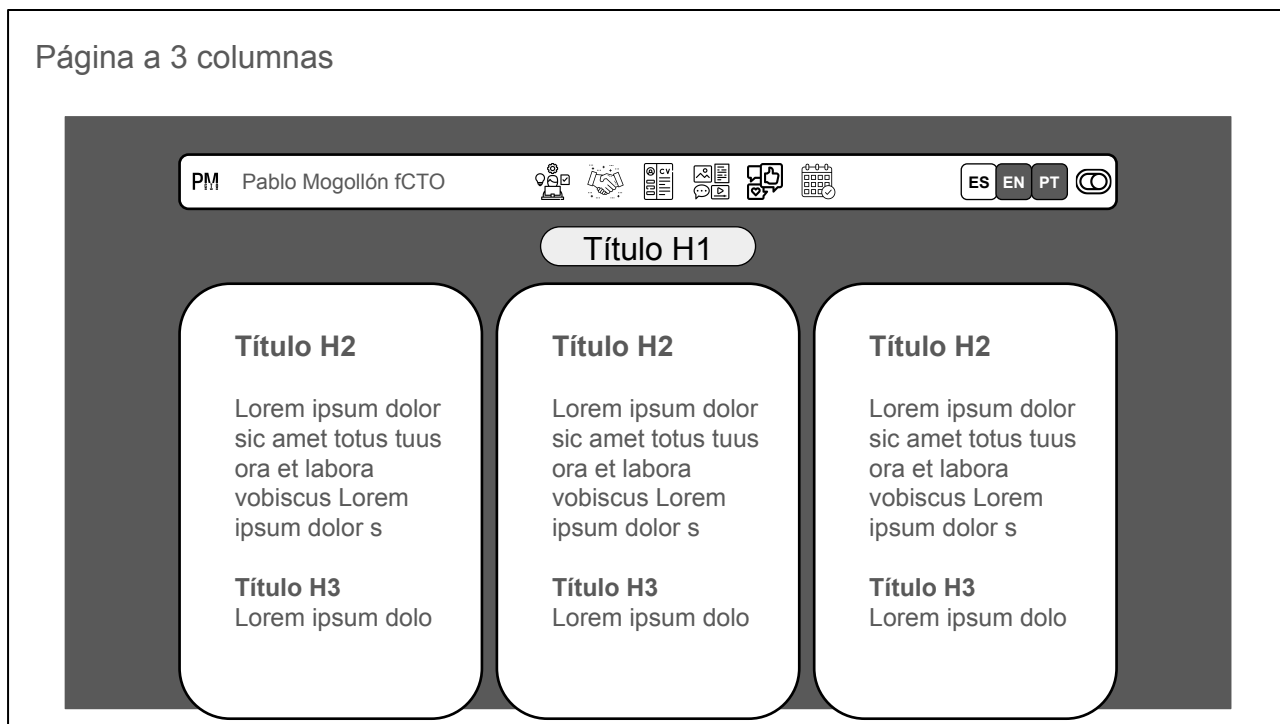 Página a 3 columnas
PM Pablo Mogollón fCTO CV ES EN PT
Título H1
Título H2
Lorem ipsum dolor
sic amet totus tuus
ora et labora
vobiscus Lorem
ipsum dolor s
Título H3
Lorem ipsum dolo
Título H2
Lorem ipsum dolor
sic amet totus tuus
ora et labora
vobiscus Lorem
ipsum dolor s
Título H3
Lorem ipsum dolo
Título H2
Lorem ipsum dolor
sic amet totus tuus
ora et labora
vobiscus Lorem
ipsum dolor s
Título H3
Lorem ipsum dolo